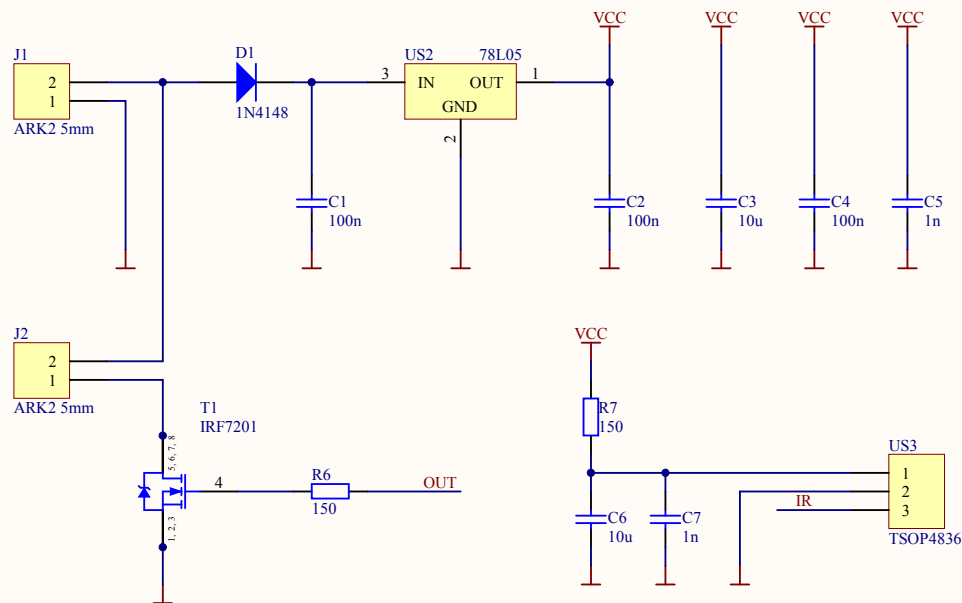 VCC VCC VCC VCC
J1 D1 US2 78L05
2 3 IN OUT 1
1 1N4148 GND
ARK2 5mm 2
C1 C2 C3 C4 C5
100n 100n 10u 100n 1n
J2 VCC
2
1
ARK2 5mm R7
T1 150
IRF7201
5, 6, 7, 8 US3
R6 OUT 1
4 2
150 IR 3
1, 2, 3 C6 C7
10u 1n TSOP4836